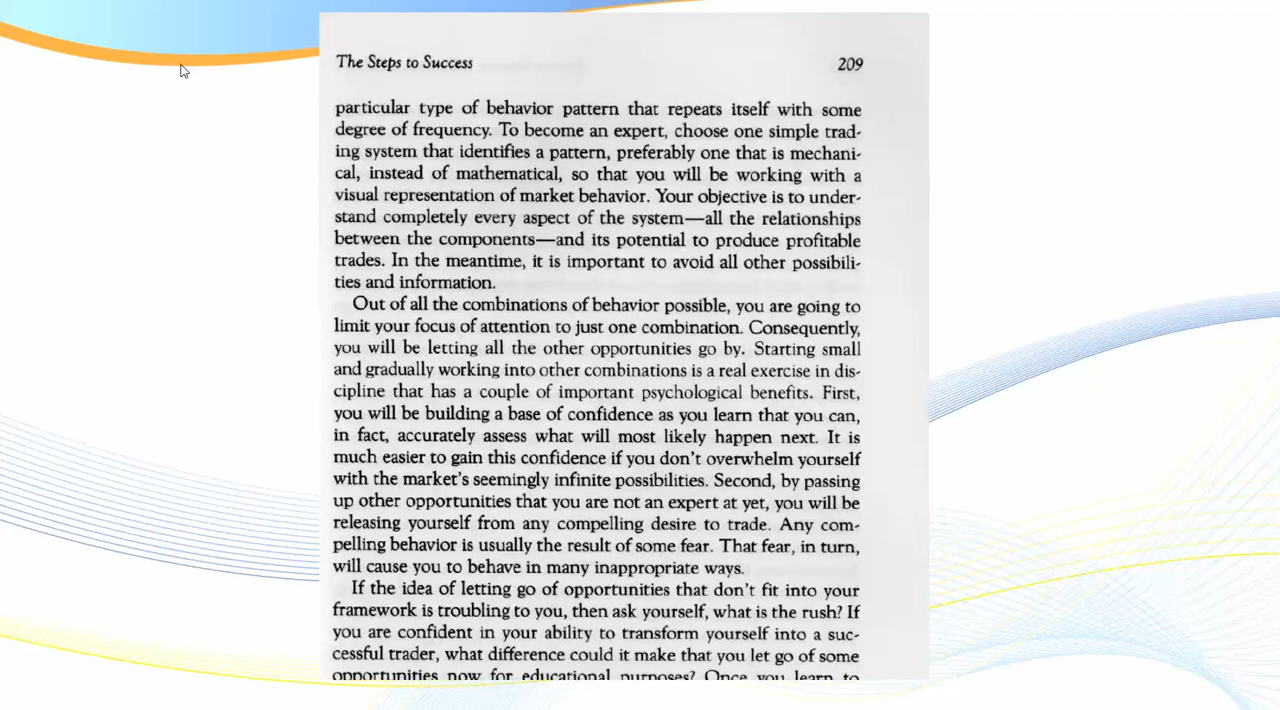 The Steps to Success 209
particular type of behavior pattern that repeats itself with some
degree of frequency. To become an expert, choose one simple trad-
ing system that identifies a pattern, preferably one that is mechani-
cal, instead of mathematical, so that you will be working with a
visual representation of market behavior. Your objective is to under-
stand completely every aspect of the system—all the relationships
between the components—and its potential to produce profitable
trades. In the meantime, it is important to avoid all other possibili-
ties and information.
Out of all the combinations of behavior possible, you are going to
limit your focus of attention to just one combination. Consequently,
you will be letting all the other opportunities go by. Starting small
and gradually working into other combinations is a real exercise in dis-
cipline that has a couple of important psychological benefits. First,
you will be building a base of confidence as you learn that you can,
in fact, accurately assess what will most likely happen next. It is
much easier to gain this confidence if you don't overwhelm yourself
with the market's seemingly infinite possibilities. Second, by passing
up other opportunities that you are not an expert at yet, you will be
releasing yourself from any compelling desire to trade. Any com-
pelling behavior is usually the result of some fear. That fear, in turn,
will cause you to behave in many inappropriate ways.
If the idea of letting go of opportunities that don't fit into your
framework is troubling to you, then ask yourself, what is the rush? If
you are confident in your ability to transform yourself into a suc-
cessful trader, what difference could it make that you let go of some
opportunities now for educational purposes? Once you learn to